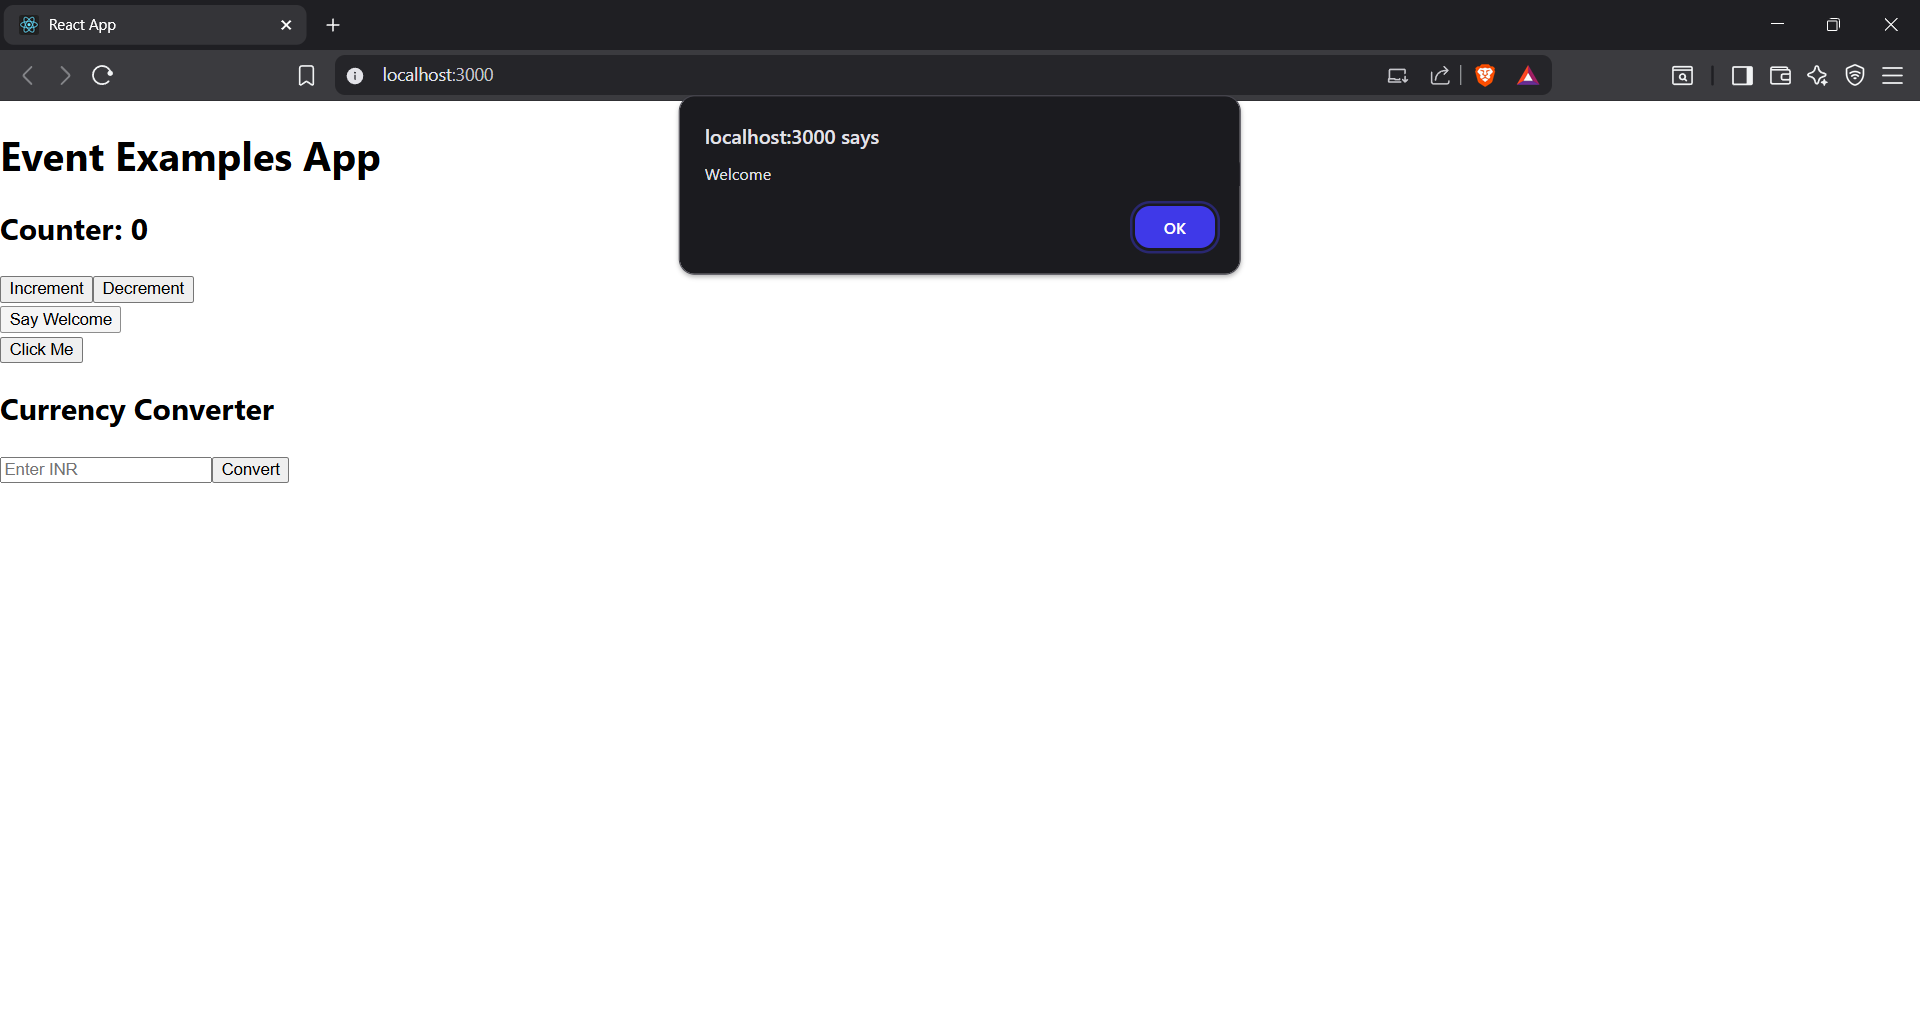 React App
localhost:3000
localhost:3000 says
Welcome
OK
Event Examples App
Counter: 0
Increment Decrement
Say Welcome
Click Me
Currency Converter
Enter INR Convert